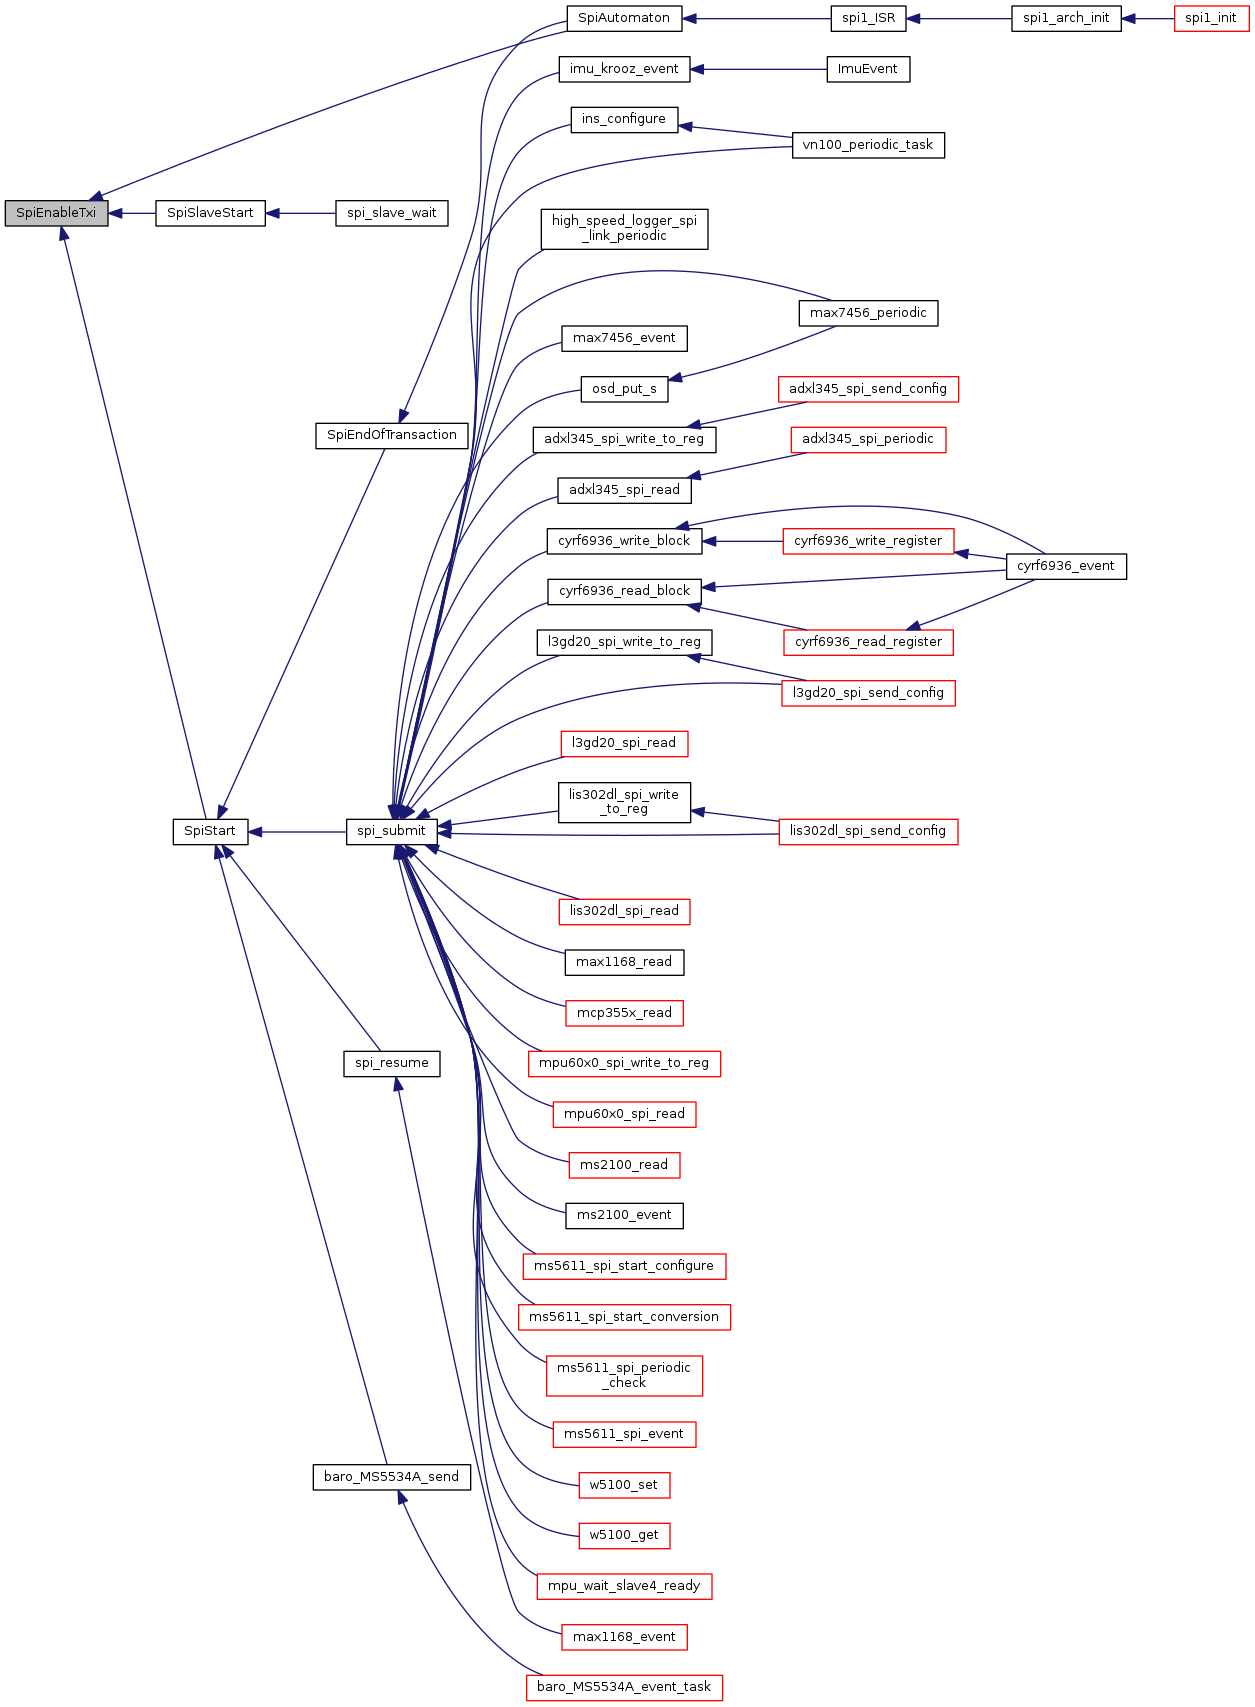 SpiAutomaton
spi1_ISR
spi1_arch_init
spi1_init
imu_krooz_event
ImuEvent
ins_configure
vn100_periodic_task
SpiEnableTxi
SpiSlaveStart
spi_slave_wait
high_speed_logger_spi
_link_periodic
max7456_periodic
max7456_event
osd_put_s
adxl345_spi_send_config
SpiEndOfTransaction
adxl345_spi_write_to_reg
adxl345_spi_periodic
adxl345_spi_read
cyrf6936_write_block
cyrf6936_write_register
cyrf6936_event
cyrf6936_read_block
l3gd20_spi_write_to_reg
cyrf6936_read_register
l3gd20_spi_send_config
l3gd20_spi_read
lis302dl_spi_write
_to_reg
SpiStart
spi_submit
lis302dl_spi_send_config
lis302dl_spi_read
max1168_read
mcp355x_read
spi_resume
mpu60x0_spi_write_to_reg
mpu60x0_spi_read
ms2100_read
ms2100_event
ms5611_spi_start_configure
ms5611_spi_start_conversion
ms5611_spi_periodic
_check
ms5611_spi_event
baro_MS5534A_send
w5100_set
w5100_get
mpu_wait_slave4_ready
max1168_event
baro_MS5534A_event_task